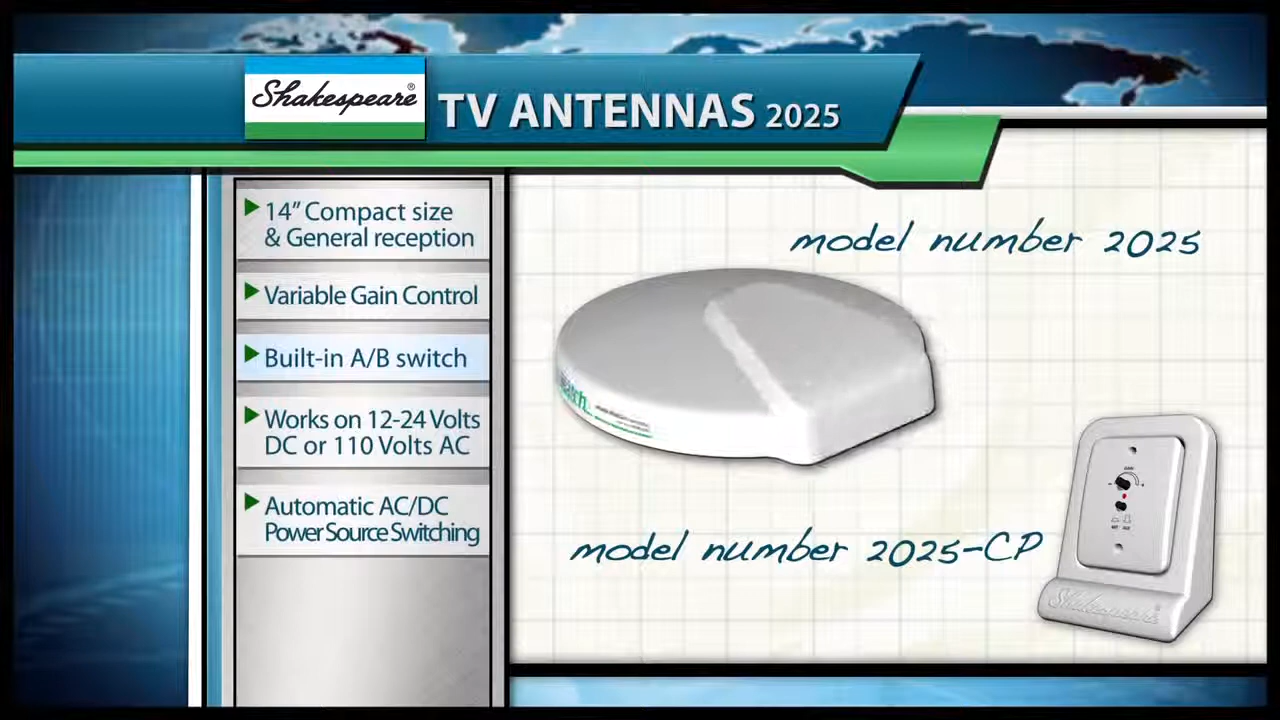 Shakespeare®
TV ANTENNAS 2025
14” Compact size
& General reception
Variable Gain Control
Built-in A/B switch
Works on 12-24 Volts
DC or 110 Volts AC
Automatic AC/DC
Power Source Switching
model number 2025
model number 2025-CP
GAIN
Shakespeare®